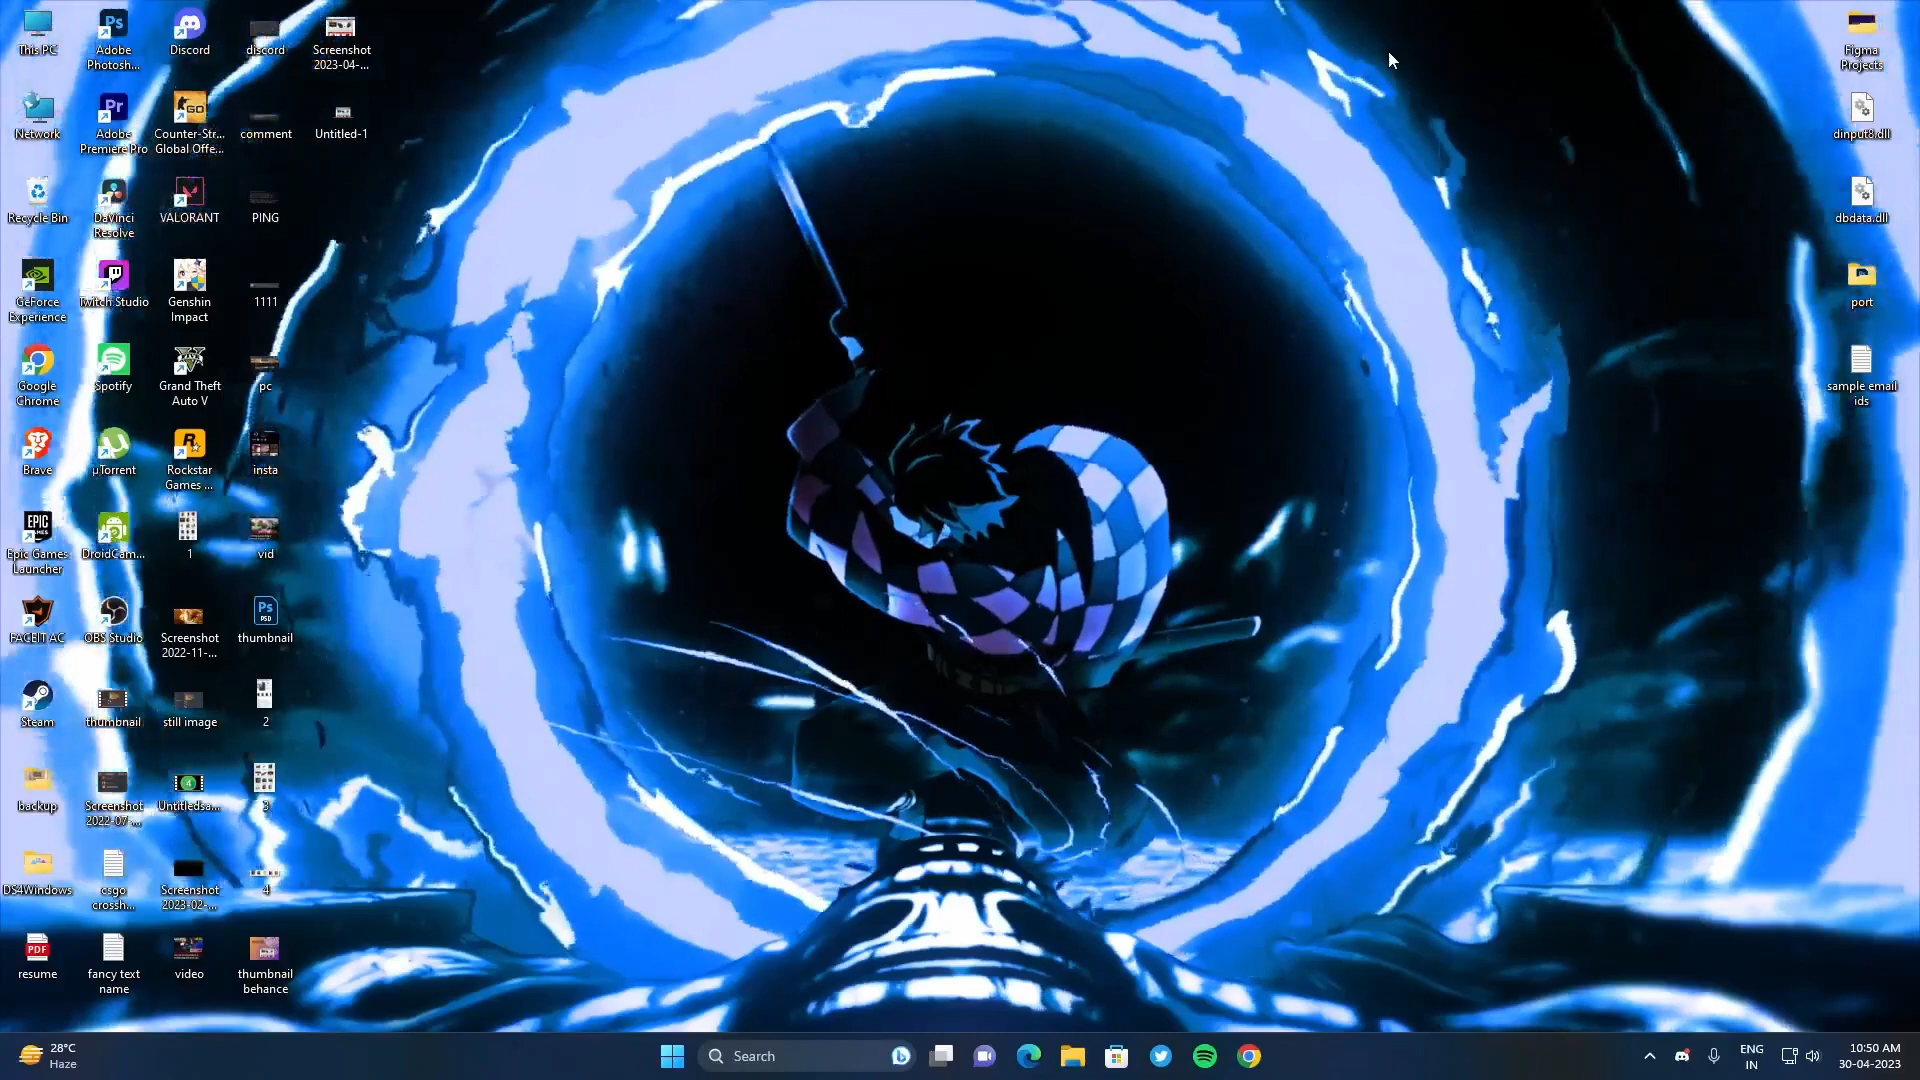 This PC
Adobe
Photosh...
Discord
discord
Screenshot
2023-04-...
Network
Adobe
Premiere Pro
Counter-Str...
Global Offe...
comment
Untitled-1
Recycle Bin
DaVinci
Resolve
VALORANT
PING
GeForce
Experience
Twitch Studio
Genshin
Impact
1111
Google
Chrome
Spotify
Grand Theft
Auto V
pc
Brave
µTorrent
Rockstar
Games ...
insta
Epic Games
Launcher
DroidCam...
1
vid
FACEIT AC
OBS Studio
Screenshot
2022-11-...
thumbnail
Steam
thumbnail
still image
2
backup
Screenshot
2022-07-...
Untitledsa...
3
DS4Windows
csgo
crossh...
Screenshot
2023-02-...
4
resume
fancy text
name
video
thumbnail
behance
Figma
Projects
dinput8.dll
dbdata.dll
port
sample email
ids
28°C
Haze
Search
ENG
IN
10:50 AM
30-04-2023